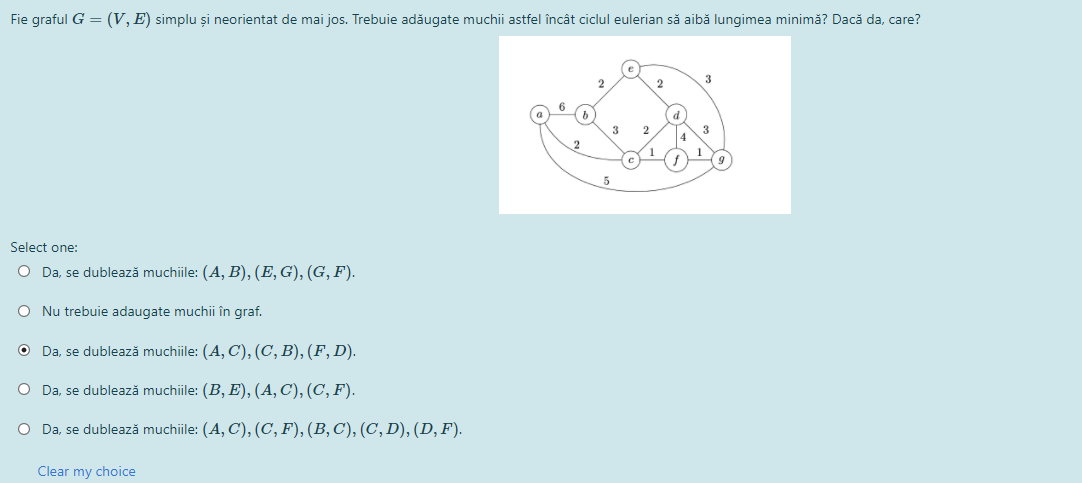 Fie graful G = (V, E) simplu și neorientat de mai jos. Trebuie adăugate muchii astfel încât ciclul eulerian să aibă lungimea minimă? Dacă da, care?
e
2
2
3
a
6
b
d
3
2
4
3
2
c
1
f
1
g
5
Select one:
Da, se dublează muchiile: (A, B), (E, G), (G, F).
Nu trebuie adaugate muchii în graf.
Da, se dublează muchiile: (A, C), (C, B), (F, D).
Da, se dublează muchiile: (B, E), (A, C), (C, F).
Da, se dublează muchiile: (A, C), (C, F), (B, C), (C, D), (D, F).
Clear my choice